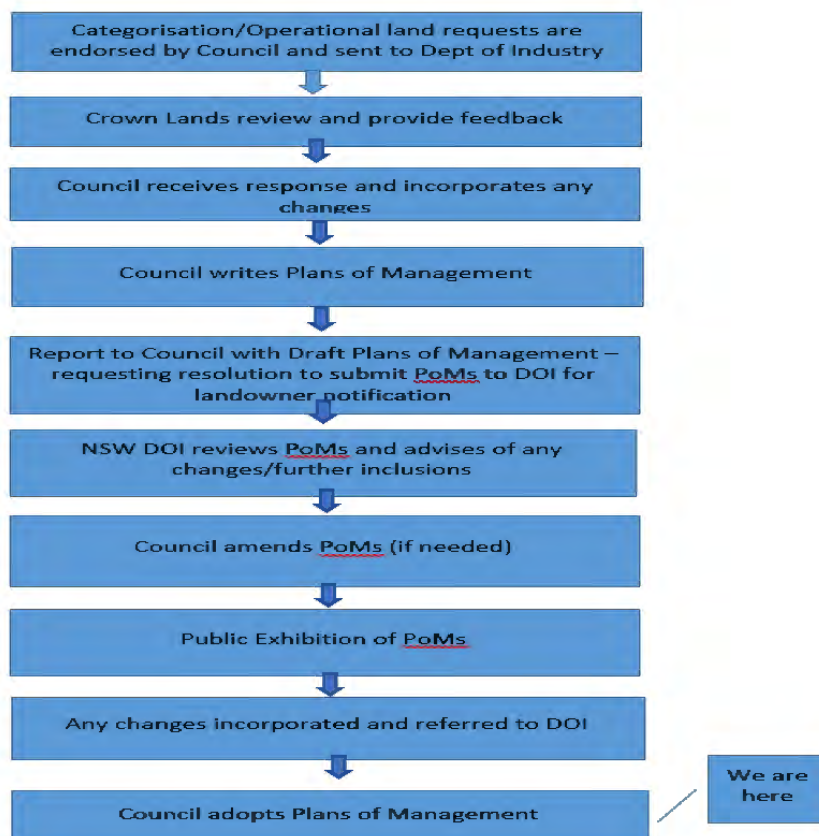 Categorisation/Operational land requests are
endorsed by Council and sent to Dept of Industry
Crown Lands review and provide feedback
Council receives response and incorporates any
changes
Council writes Plans of Management
Report to Council with Draft Plans of Management –
requesting resolution to submit PoMs to DOI for
landowner notification
NSW DOI reviews PoMs and advises of any
changes/further inclusions
Council amends PoMs (if needed)
Public Exhibition of PoMs
Any changes incorporated and referred to DOI
Council adopts Plans of Management
We are
here